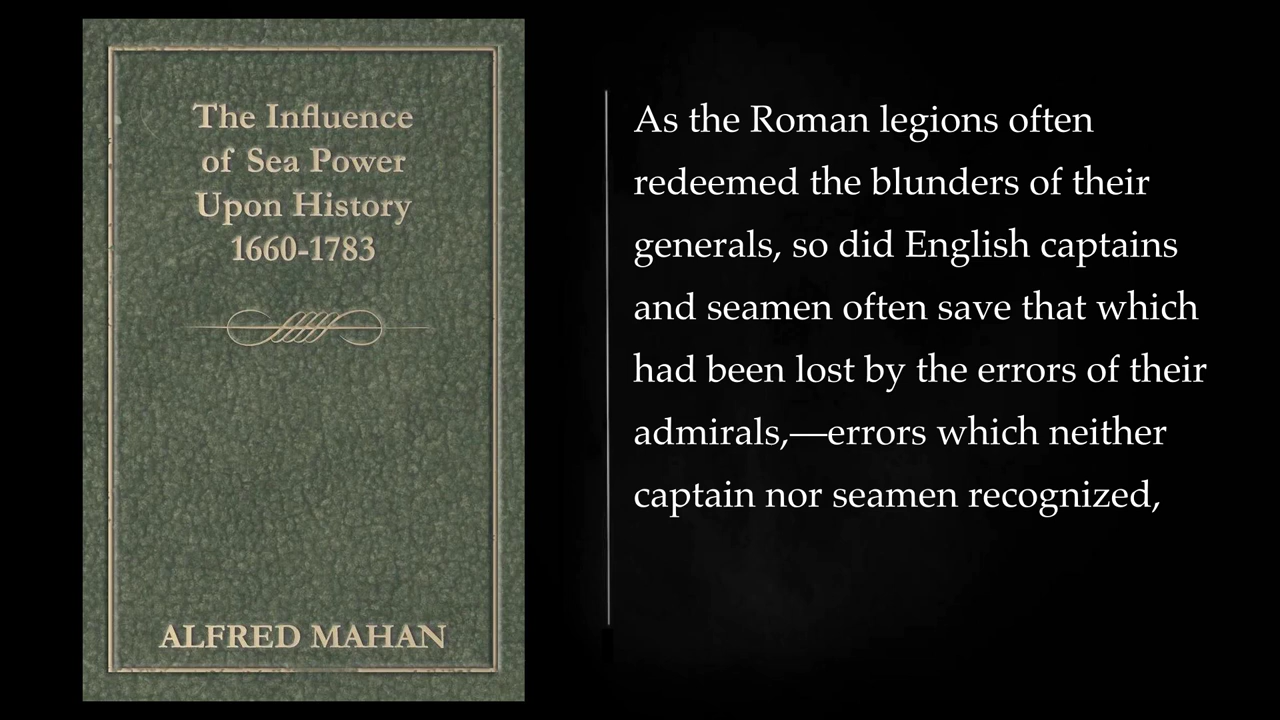 The Influence
of Sea Power
Upon History
1660-1783
ALFRED MAHAN
As the Roman legions often
redeemed the blunders of their
generals, so did English captains
and seamen often save that which
had been lost by the errors of their
admirals,—errors which neither
captain nor seamen recognized,